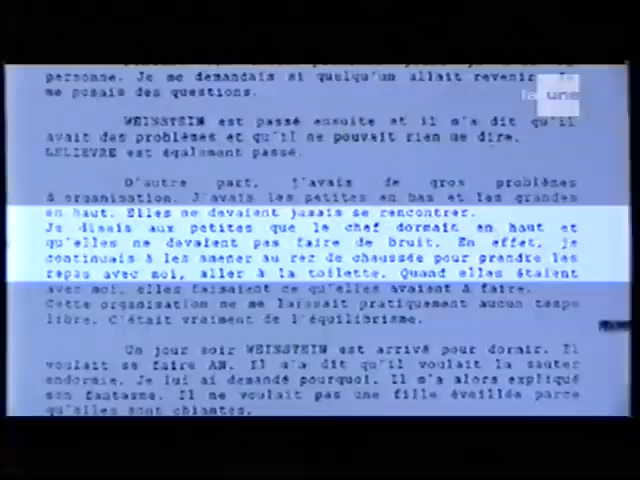 personne. Je me demandais si quelqu'un allait revenir. Je
me posais des questions.
la une
WEINSTEIN est passé ensuite et il m'a dit qu'il
avait des problèmes et qu'il ne pouvait rien me dire.
LELIEVRE est également passé.
D'autre part, j'avais de gros problèmes
d'organisation. J'avais les petites en bas et les grandes
en haut. Elles ne devaient jamais se rencontrer.
Je disais aux petites que le chef dormait en haut et
qu'elles ne devaient pas faire de bruit. En effet, je
continuais à les amener au rez de chaussée pour prendre les
repas avec moi, aller à la toilette. Quand elles étaient
avec moi, elles faisaient ce qu'elles avaient à faire.
Cette organisation ne me laissait pratiquement aucun temps
libre. C'était vraiment de l'équilibrisme.
Un jour soir WEINSTEIN est arrivé pour dormir. Il
voulait se faire AN. Il m'a dit qu'il voulait la sauter
endormie. Je lui ai demandé pourquoi. Il m'a alors expliqué
son fantasme. Il ne voulait pas une fille éveillée parce
qu'elles sont chiantes.